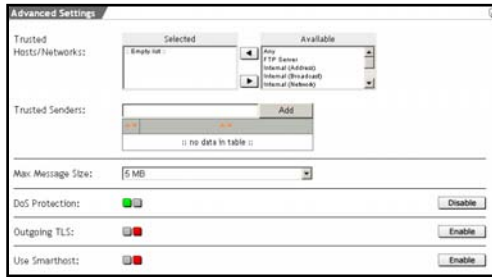 Advanced Settings
Trusted Hosts/Networks:
Selected
Available
:: Empty list ::
Any
FTP Server
Internal (Address)
Internal (Broadcast)
Internal (Network)
Trusted Senders:
Add
:: no data in table ::
Max Message Size:
5 MB
DoS Protection:
Disable
Outgoing TLS:
Enable
Use Smarthost:
Enable